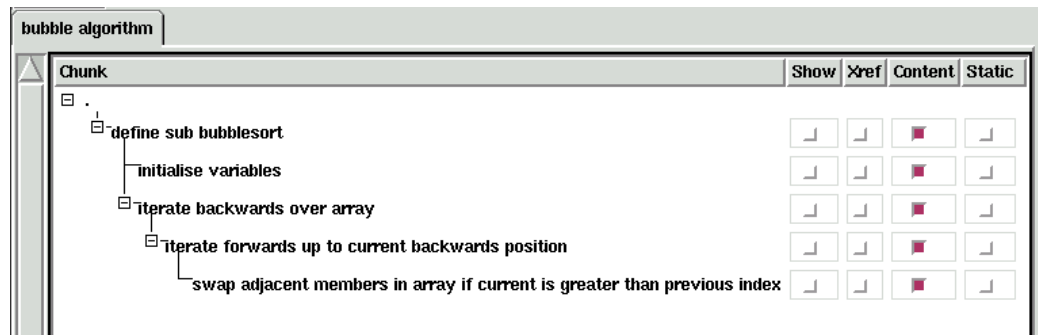 bubble algorithm
Chunk Show Xref Content Static
.
define sub bubblesort
initialise variables
iterate backwards over array
iterate forwards up to current backwards position
swap adjacent members in array if current is greater than previous index